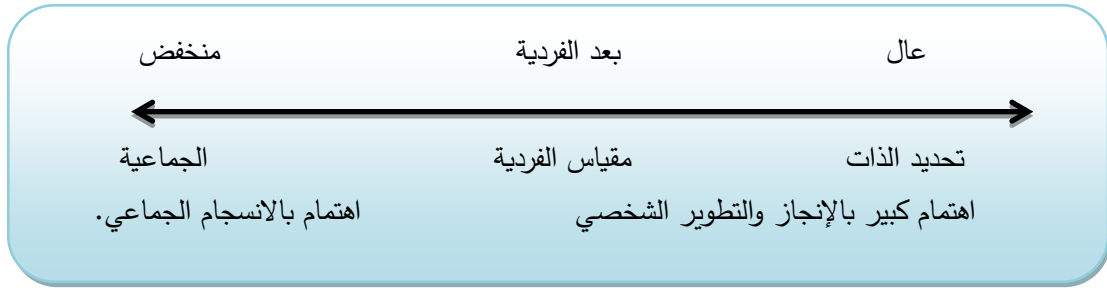 عال بعد الفردية منخفض
تحديد الذات مقياس الفردية الجماعية
اهتمام كبير بالإنجاز والتطوير الشخصي اهتمام بالانسجام الجماعي.